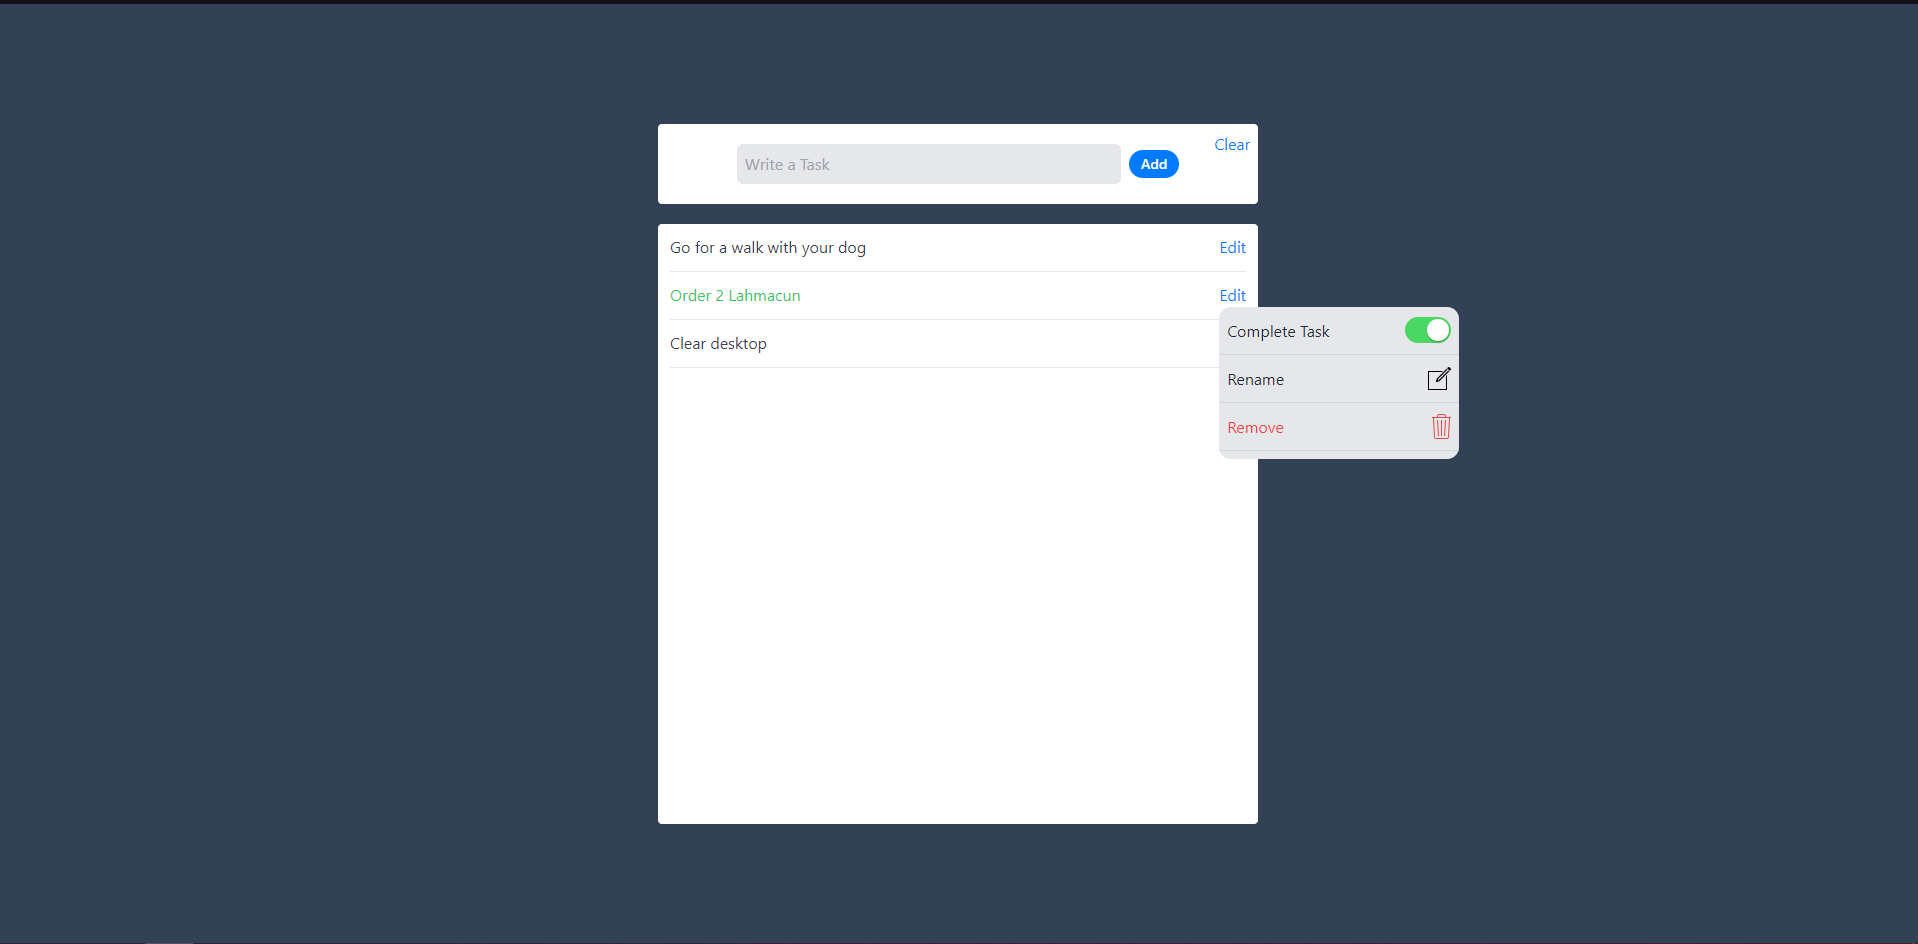 Clear
Write a Task Add
Go for a walk with your dog Edit
Order 2 Lahmacun Edit
Clear desktop
Complete Task
Rename
Remove